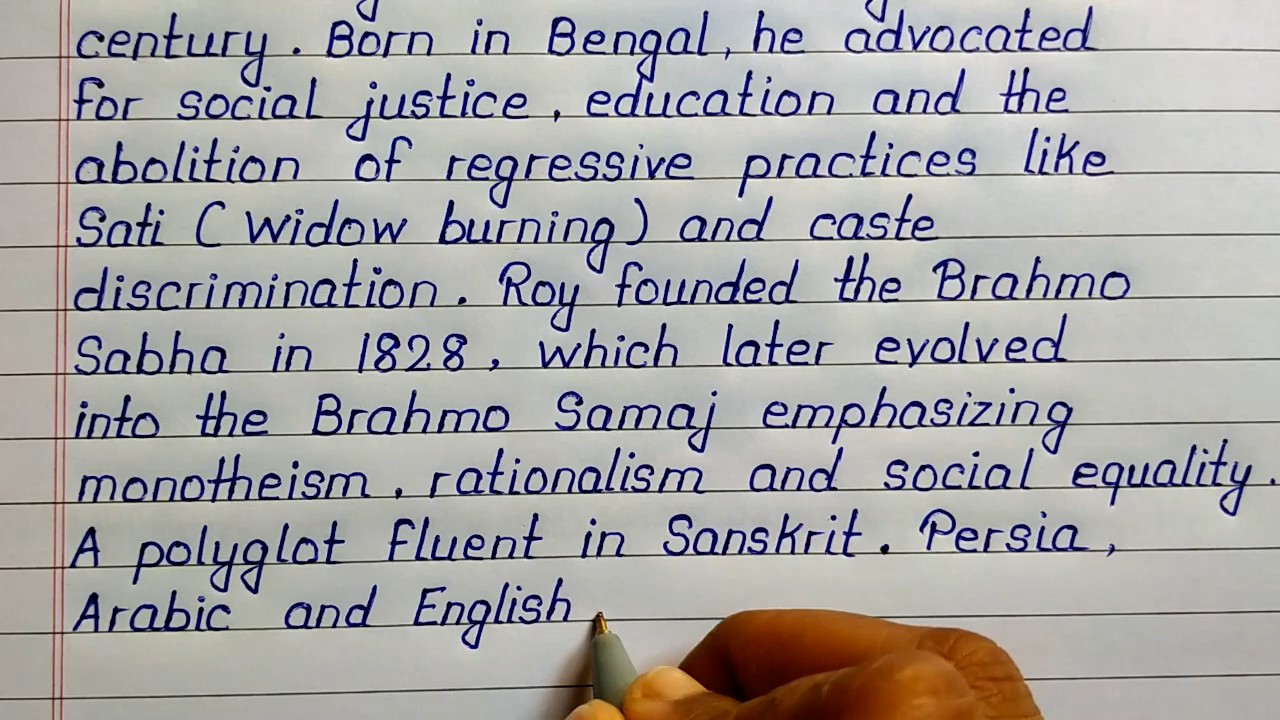 century. Born in Bengal, he advocated
for social justice, education and the
abolition of regressive practices like
Sati (widow burning) and caste
discrimination. Roy founded the Brahmo
Sabha in 1828, which later evolved
into the Brahmo Samaj emphasizing
monotheism, rationalism and social equality.
A polyglot fluent in Sanskrit. Persia,
Arabic and English